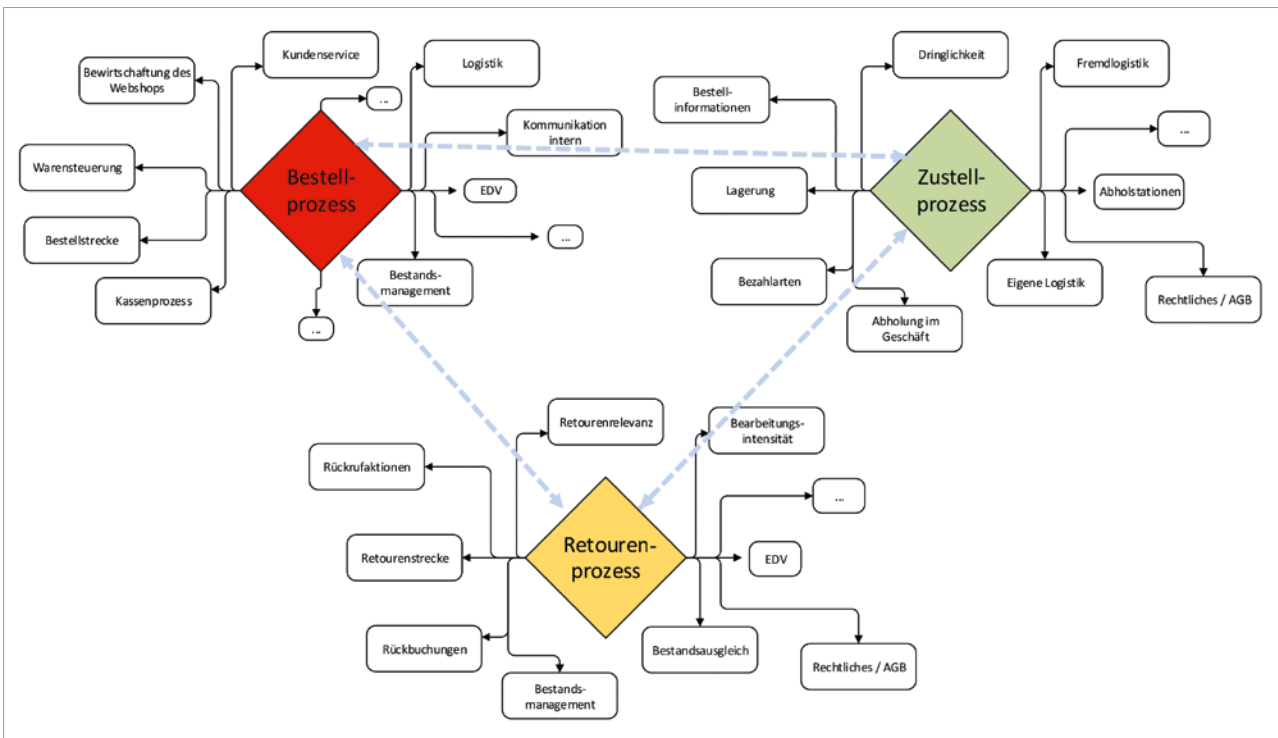 Kundenservice
Logistik
Bewirtschaftung des
Webshops
...
Kommunikation
intern
Warensteuerung
Bestell-
prozess
EDV
Bestellstrecke
...
Bestands-
management
Kassenprozess
...
Dringlichkeit
Fremdlogistik
Bestell-
informationen
...
Lagerung
Zustell-
prozess
Abholstationen
Bezahlarten
Eigene Logistik
Rechtliches / AGB
Abholung im
Geschäft
Retourenrelevanz
Bearbeitungs-
intensität
Rückrufaktionen
...
Retourenstrecke
Retouren-
prozess
EDV
Rückbuchungen
Bestandsausgleich
Rechtliches / AGB
Bestands-
management